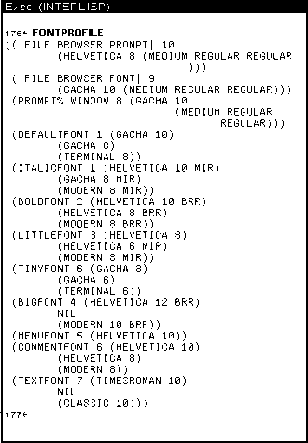 Exec (INTERLISP)
176← FONTPROFILE
(( FILE BROWSER PROMPT| 10
(HELVETICA 8 (MEDIUM REGULAR REGULAR
)))
( FILE BROWSER FONT| 9
(GACHA 10 (MEDIUM REGULAR REGULAR)))
(PROMPT% WINDOW 8 (GACHA 10
(MEDIUM REGULAR
REGULAR)))
(DEFAULTFONT 1 (GACHA 10)
(GACHA 8)
(TERMINAL 8))
(ITALICFONT 1 (HELVETICA 10 MIR)
(GACHA 8 MIR)
(MODERN 8 MIR))
(BOLDFONT 2 (HELVETICA 10 BRR)
(HELVETICA 8 BRR)
(MODERN 8 BRR))
(LITTLEFONT 3 (HELVETICA 8)
(HELVETICA 6 MIR)
(MODERN 8 MIR))
(TINYFONT 6 (GACHA 8)
(GACHA 6)
(TERMINAL 6))
(BIGFONT 4 (HELVETICA 12 BRR)
NIL
(MODERN 10 BRR))
(MENUFONT 5 (HELVETICA 10))
(COMMENTFONT 6 (HELVETICA 10)
(HELVETICA 8)
(MODERN 8))
(TEXTFONT 7 (TIMESROMAN 10)
NIL
(CLASSIC 10)))
177←